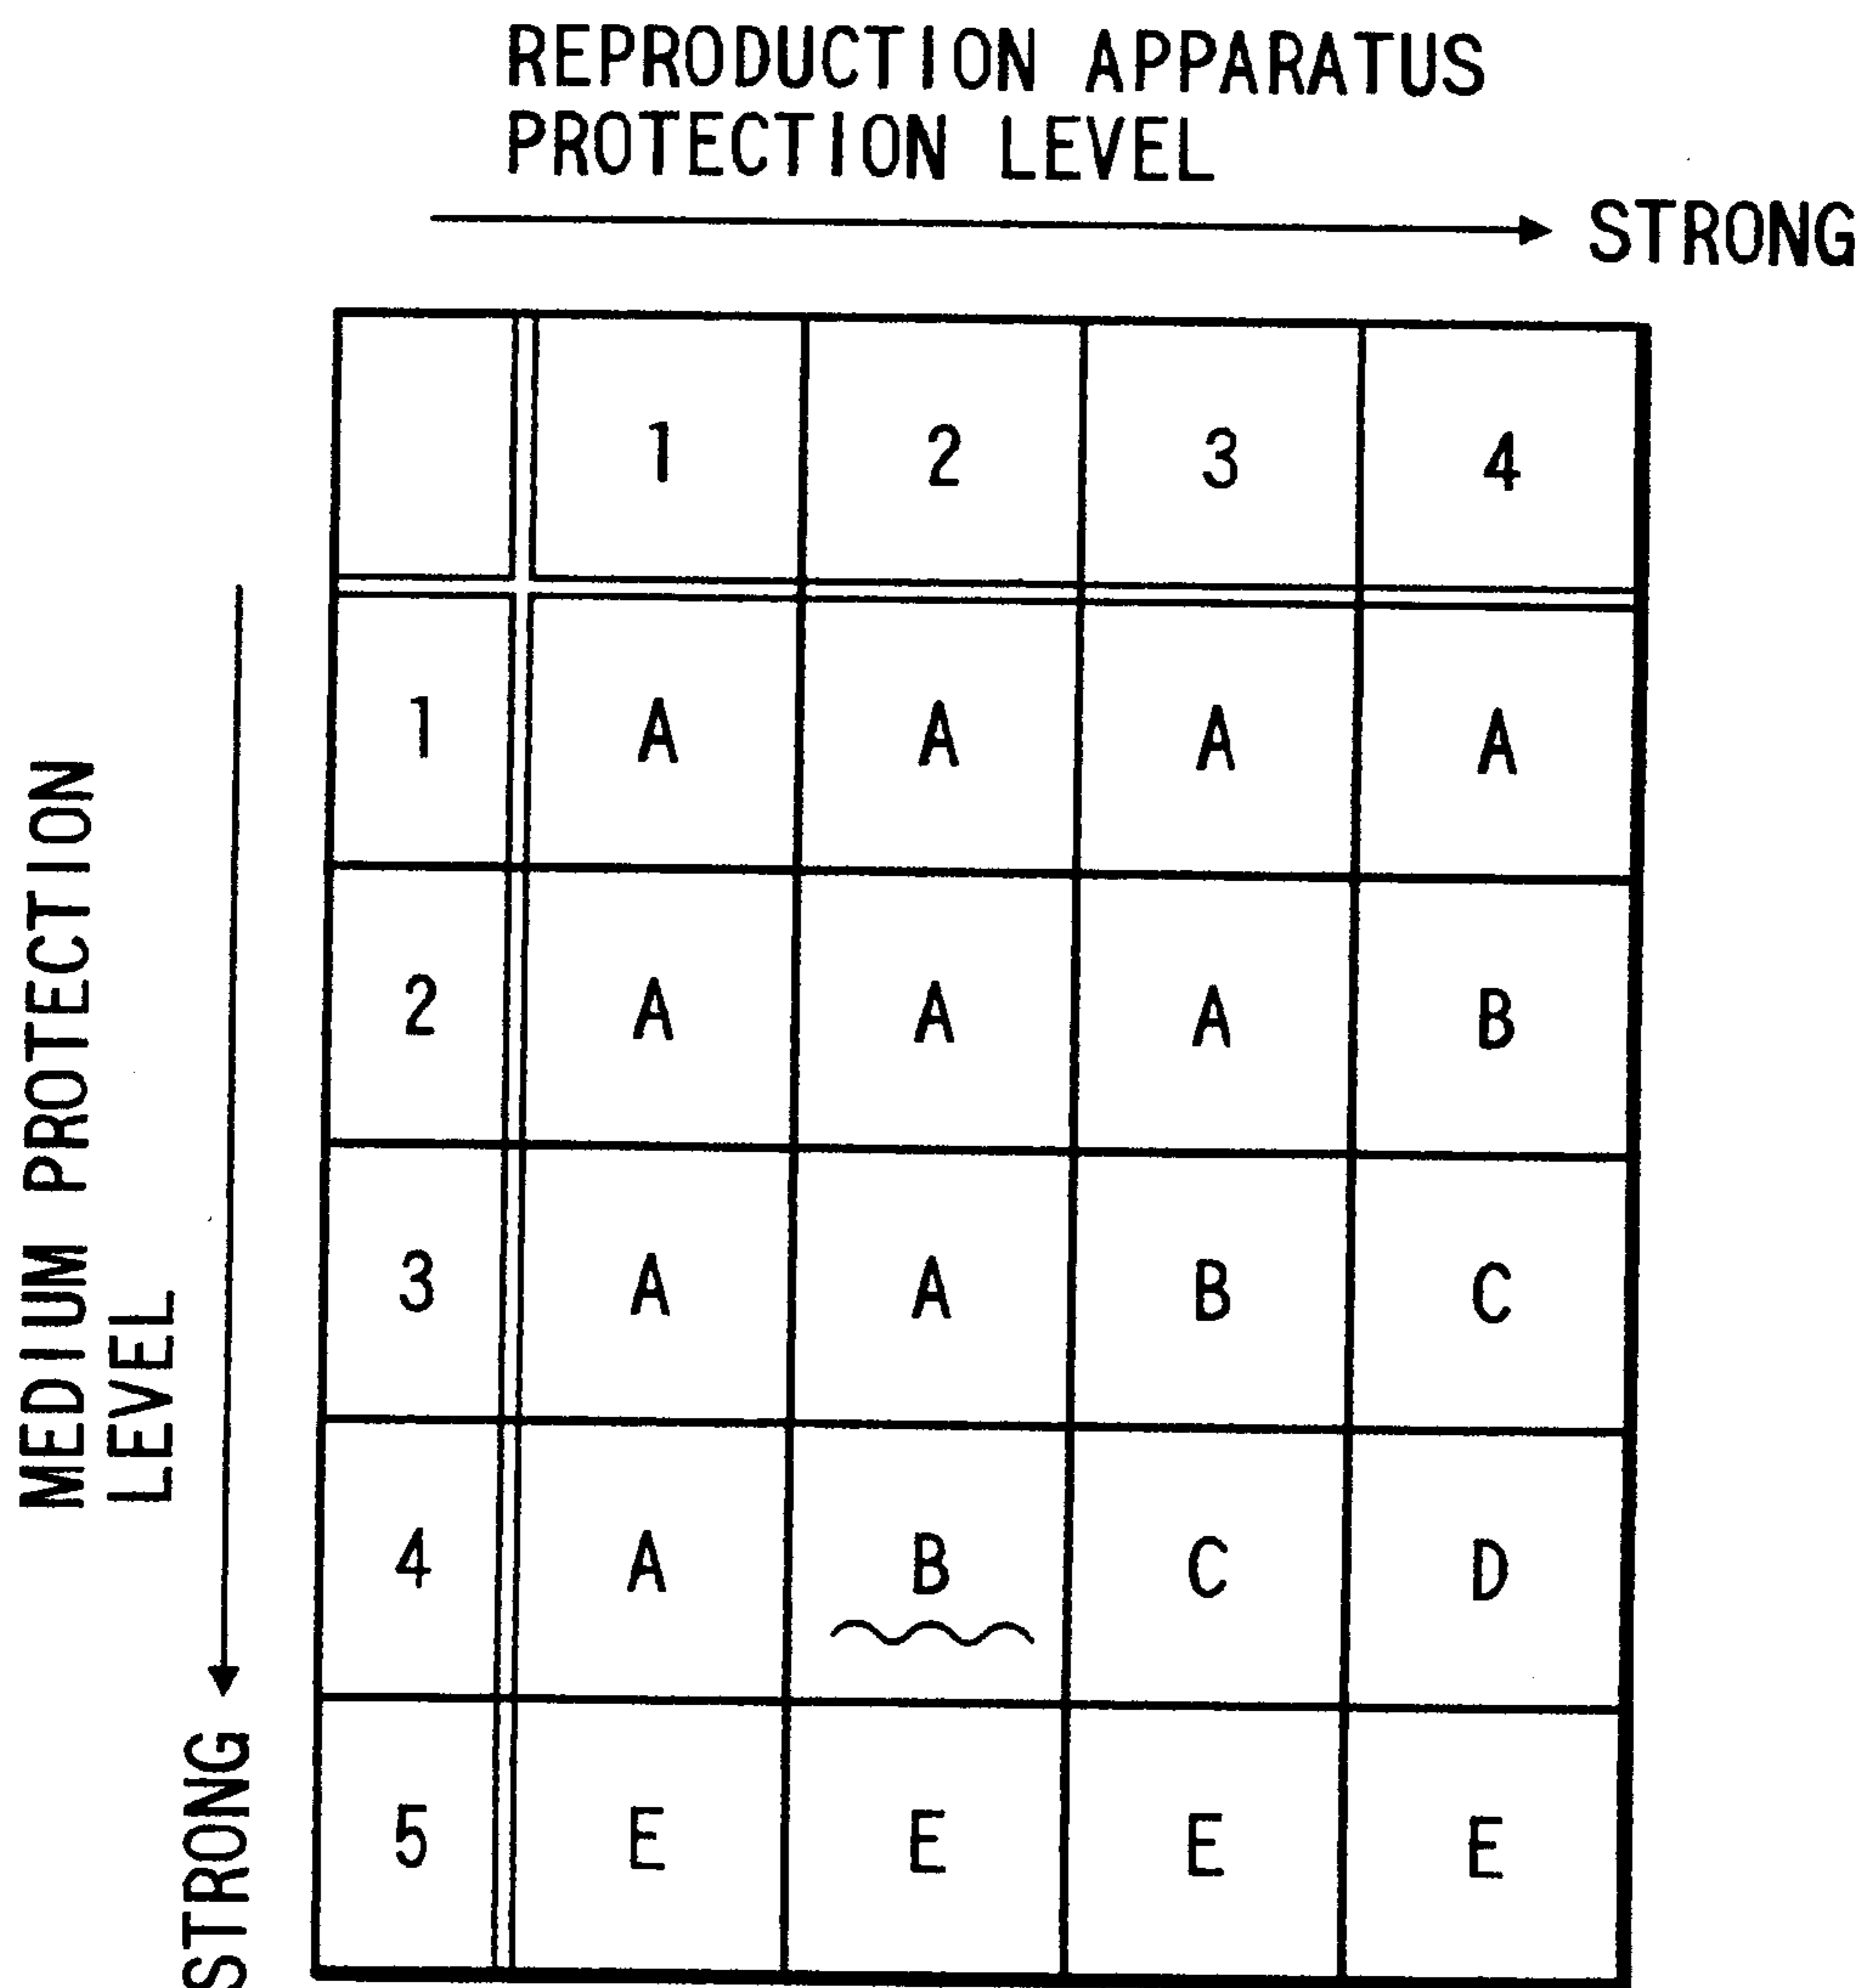 REPRODUCTION APPARATUS
PROTECTION LEVEL
STRONG
1 2 3 4
1 A A A A
2 A A A B
3 A A B C
4 A B C D
5 E E E E
MEDIUM PROTECTION
LEVEL
STRONG